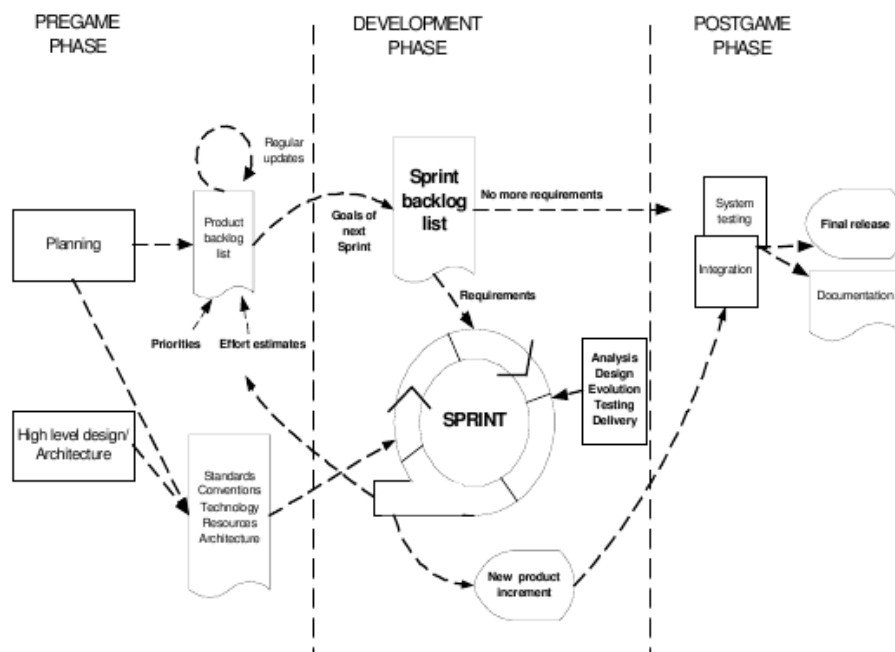 PREGAME
PHASE
DEVELOPMENT
PHASE
POSTGAME
PHASE
Regular
updates
Planning
Product
backlog
list
Goals of
next
Sprint
Sprint
backlog
list
No more requirements
System
testing
Integration
Final release
Documentation
Requirements
Priorities
Effort estimates
Analysis
Design
Evolution
Testing
Delivery
SPRINT
High level design/
Architecture
Standards
Conventions
Technology
Resources
Architecture
New product
increment